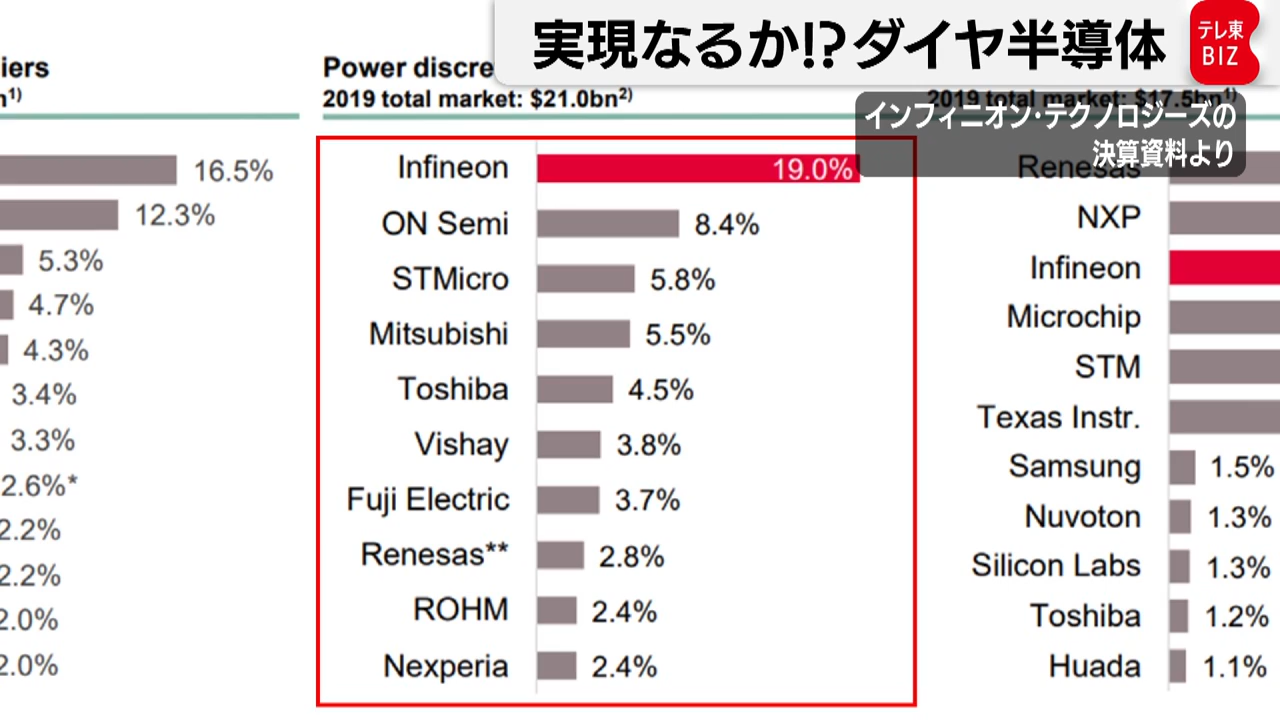 実現なるか!?ダイヤ半導体
テレ東
BIZ
インフィニオン・テクノロジーズの
決算資料より
iers
n¹⁾
16.5%
12.3%
5.3%
4.7%
4.3%
3.4%
3.3%
2.6%*
2.2%
2.2%
2.0%
2.0%
Power discre
2019 total market: $21.0bn²⁾
Infineon 19.0%
ON Semi 8.4%
STMicro 5.8%
Mitsubishi 5.5%
Toshiba 4.5%
Vishay 3.8%
Fuji Electric 3.7%
Renesas** 2.8%
ROHM 2.4%
Nexperia 2.4%
2019 total market: $17.5bn¹⁾
Renesas
NXP
Infineon
Microchip
STM
Texas Instr.
Samsung 1.5%
Nuvoton 1.3%
Silicon Labs 1.3%
Toshiba 1.2%
Huada 1.1%